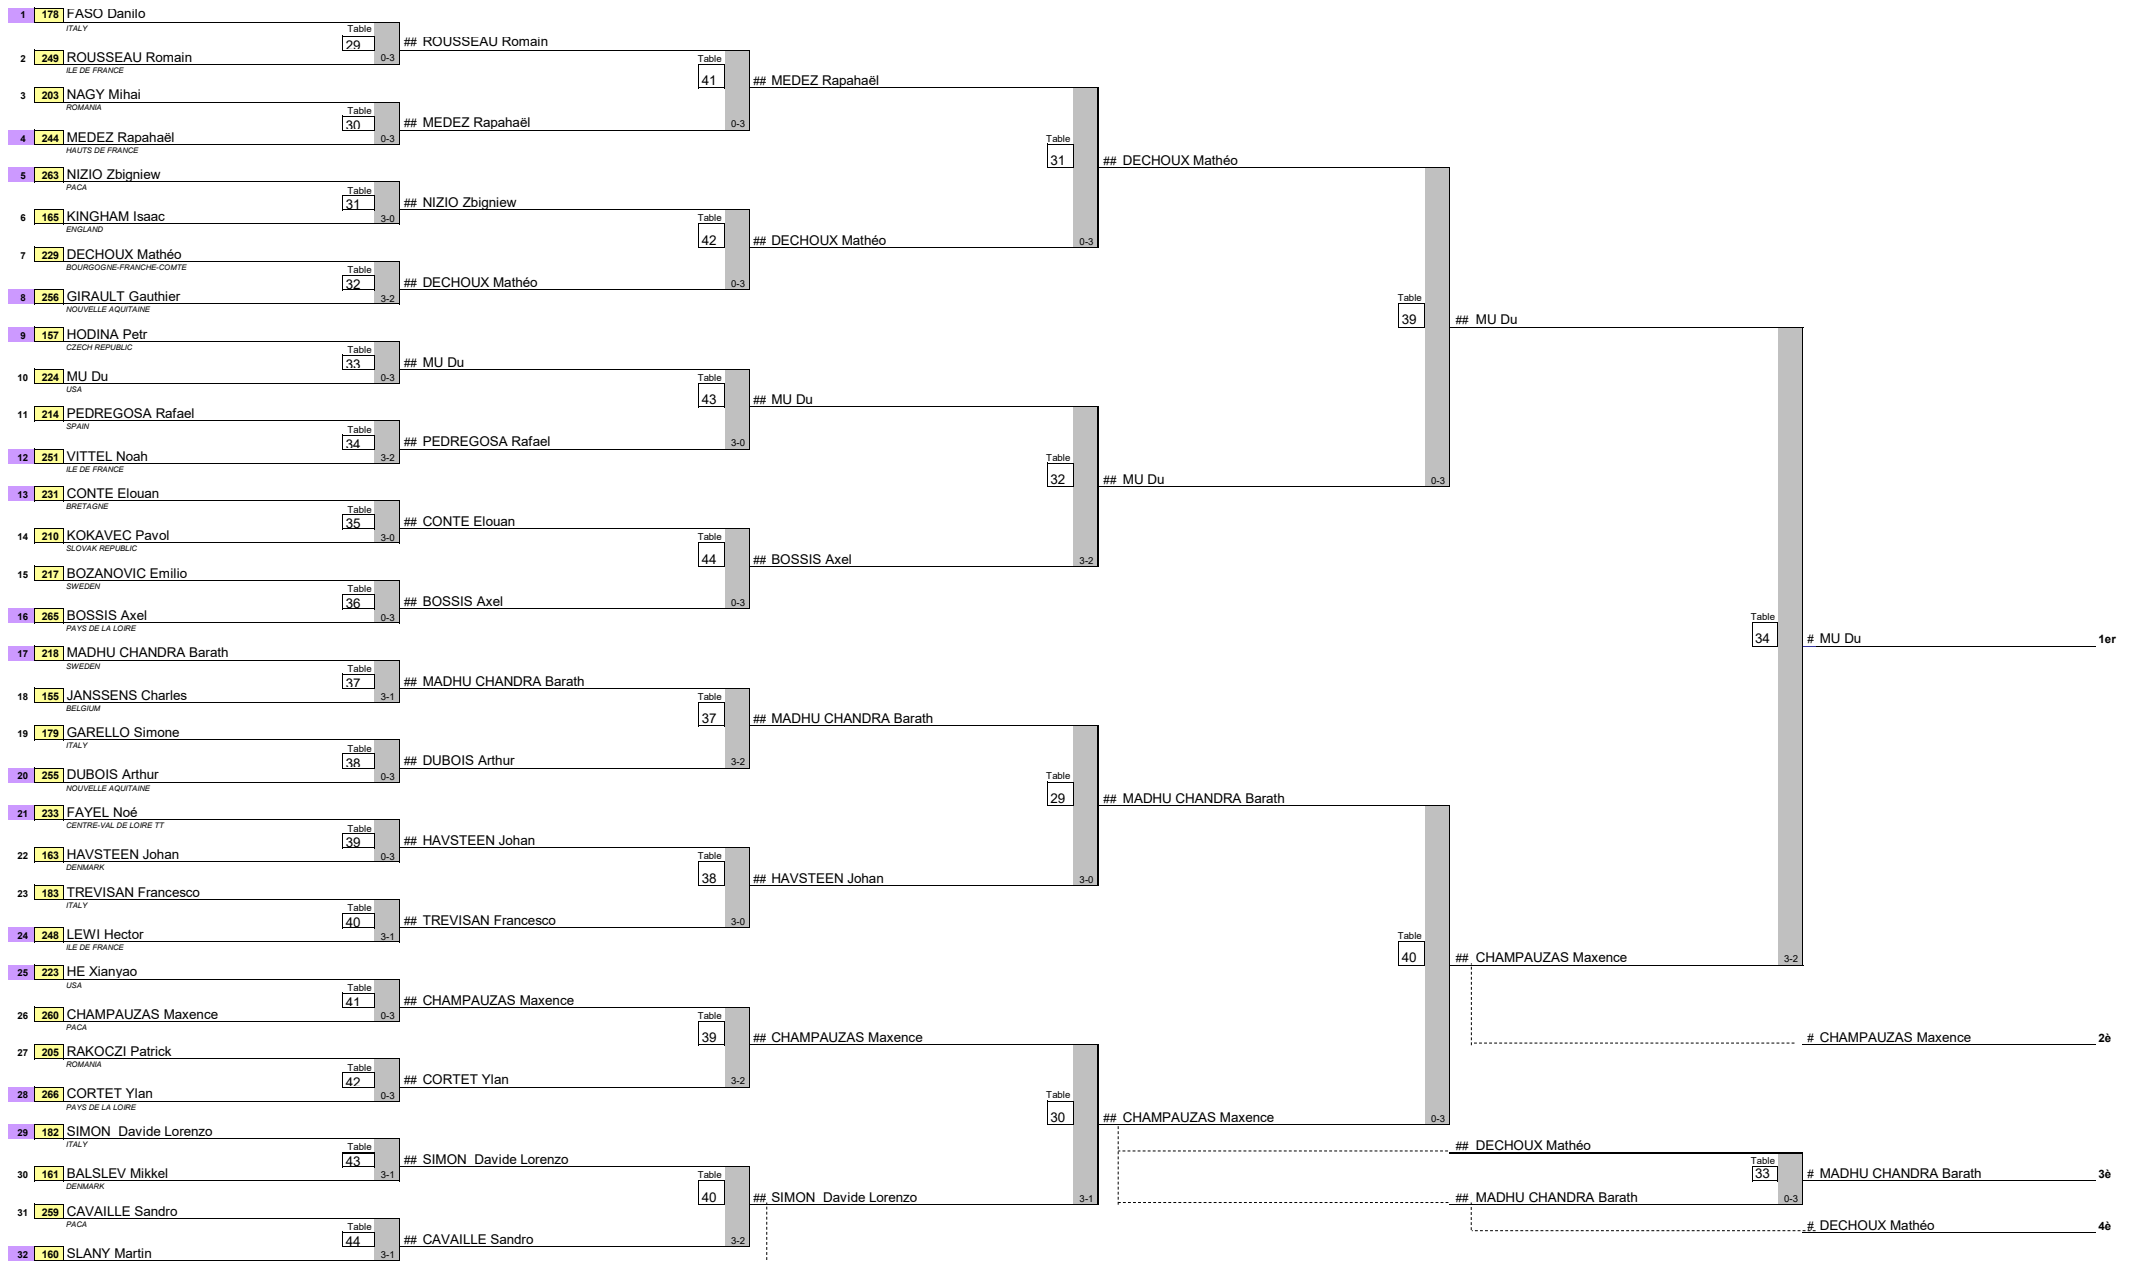 1 178 FASO Danilo
ITALY
Table
29 ## ROUSSEAU Romain
2 249 ROUSSEAU Romain 0-3
ILE DE FRANCE
Table
41 ## MEDEZ Rapahaël
3 203 NAGY Mihai
ROMANIA
Table
30 ## MEDEZ Rapahaël 0-3
4 244 MEDEZ Rapahaël 0-3
HAUTS DE FRANCE
Table
31 ## DECHOUX Mathéo
5 263 NIZIO Zbigniew
PACA
Table
31 ## NIZIO Zbigniew
6 165 KINGHAM Isaac 3-0
ENGLAND
Table
42 ## DECHOUX Mathéo 0-3
7 229 DECHOUX Mathéo
BOURGOGNE-FRANCHE-COMTE
Table
32 ## DECHOUX Mathéo 0-3
8 256 GIRAULT Gauthier 3-2
NOUVELLE AQUITAINE
Table
39 ## MU Du
9 157 HODINA Petr
CZECH REPUBLIC
Table
33 ## MU Du
10 224 MU Du 0-3
USA
Table
43 ## MU Du
11 214 PEDREGOSA Rafael
SPAIN
Table
34 ## PEDREGOSA Rafael 3-0
12 251 VITTEL Noah 3-2
ILE DE FRANCE
Table
32 ## MU Du 0-3
13 231 CONTE Elouan
BRETAGNE
Table
35 ## CONTE Elouan
14 210 KOKAVEC Pavol 3-0
SLOVAK REPUBLIC
Table
44 ## BOSSIS Axel 3-2
15 217 BOZANOVIC Emilio
SWEDEN
Table
36 ## BOSSIS Axel 0-3
16 265 BOSSIS Axel 0-3
PAYS DE LA LOIRE
Table
34 # MU Du 1er
17 218 MADHU CHANDRA Barath
SWEDEN
Table
37 ## MADHU CHANDRA Barath
18 155 JANSSENS Charles 3-1
BELGIUM
Table
37 ## MADHU CHANDRA Barath
19 179 GARELLO Simone
ITALY
Table
38 ## DUBOIS Arthur 3-2
20 255 DUBOIS Arthur 0-3
NOUVELLE AQUITAINE
Table
29 ## MADHU CHANDRA Barath
21 233 FAYEL Noé
CENTRE-VAL DE LOIRE TT
Table
39 ## HAVSTEEN Johan
22 163 HAVSTEEN Johan 0-3
DENMARK
Table
38 ## HAVSTEEN Johan 3-0
23 183 TREVISAN Francesco
ITALY
Table
40 ## TREVISAN Francesco 3-0
24 248 LEWI Hector 3-1
ILE DE FRANCE
Table
40 ## CHAMPAUZAS Maxence 3-2
25 223 HE Xianyao
USA
Table
41 ## CHAMPAUZAS Maxence
26 260 CHAMPAUZAS Maxence 0-3
PACA
Table
39 ## CHAMPAUZAS Maxence
# CHAMPAUZAS Maxence 2è
27 205 RAKOCZI Patrick
ROMANIA
Table
42 ## CORTET Ylan 3-2
28 266 CORTET Ylan 0-3
PAYS DE LA LOIRE
Table
30 ## CHAMPAUZAS Maxence 0-3
29 182 SIMON Davide Lorenzo
ITALY
## DECHOUX Mathéo
Table
43 ## SIMON Davide Lorenzo
30 161 BALSLEV Mikkel 3-1
DENMARK
Table
33 # MADHU CHANDRA Barath 3è
Table
40 ## SIMON Davide Lorenzo 3-1
## MADHU CHANDRA Barath 0-3
31 259 CAVAILLE Sandro
PACA
# DECHOUX Mathéo 4è
Table
44 ## CAVAILLE Sandro 3-2
32 160 SLANY Martin 3-1